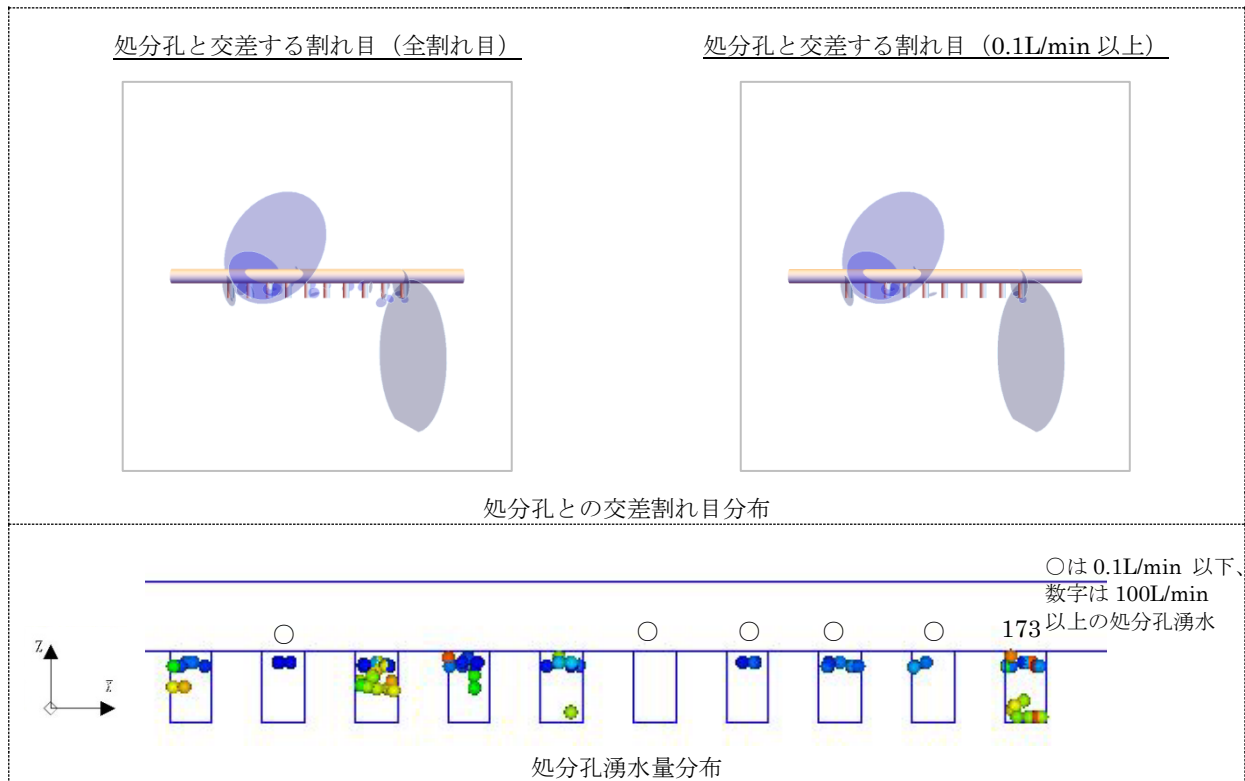 処分孔と交差する割れ目（全割れ目）
処分孔と交差する割れ目（0.1L/min 以上）
処分孔との交差割れ目分布
○は 0.1L/min 以下、
数字は 100L/min
以上の処分孔湧水
○ ○ ○ ○ ○ 173
Z
処分孔湧水量分布